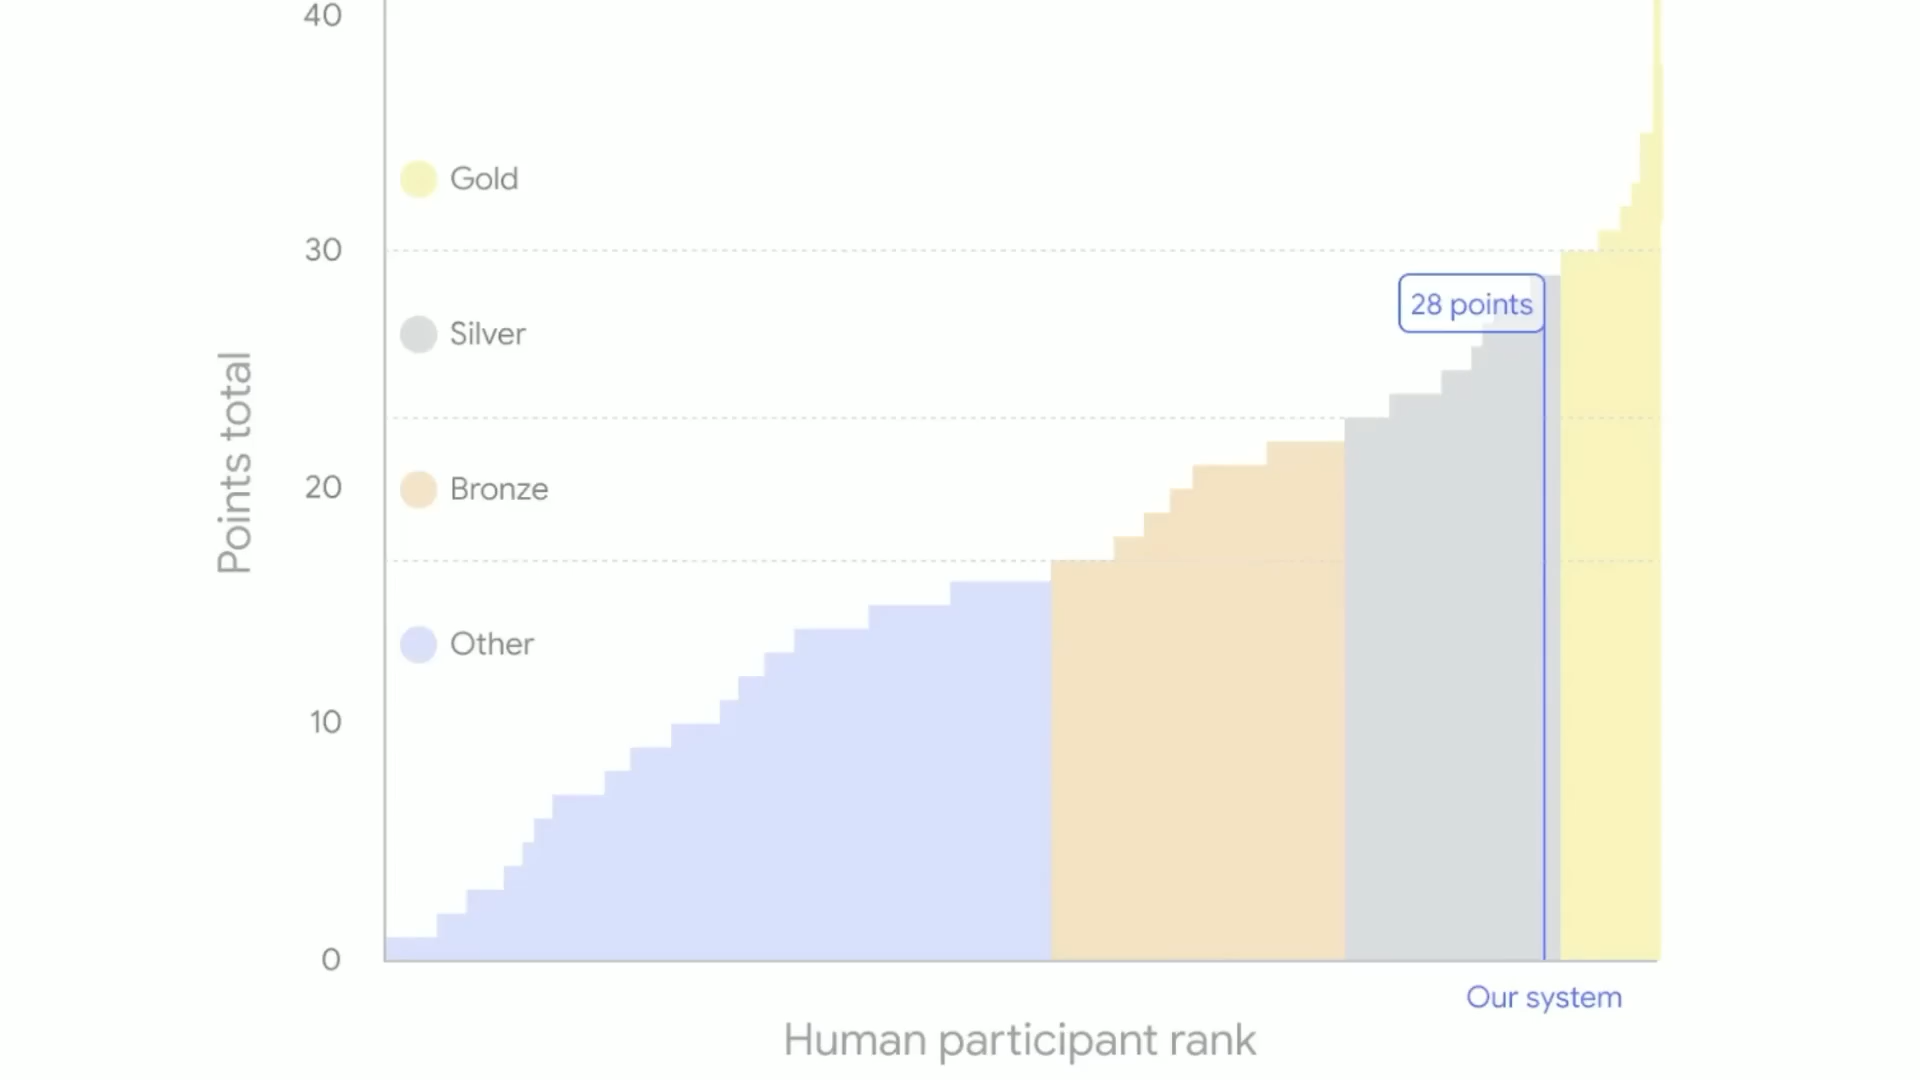 40
Gold
30
28 points
Silver
Points total
20
Bronze
Other
10
0
Our system
Human participant rank